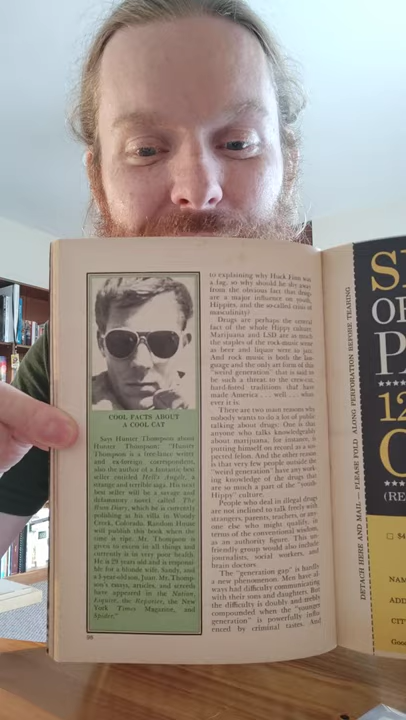 COOL FACTS ABOUT
A COOL CAT
Says Hunter Thompson about
Hunter Thompson: "Hunter
Thompson is a freelance writer
and ex-foreign correspondent,
also the author of a fantastic best
seller entitled Hell's Angels, a
strange and terrible saga. His next
best seller will be a savage and
documentary novel called The
Rum Diary, which he is currently
polishing at his villa in Woody
Creek, Colorado. Random House
will publish this book when the
time is ripe. Mr. Thompson is
given to excess in all things and
currently is in very poor health.
He is 28 years old and is responsi-
ble for a blonde wife, Sandy, and
a 3-year-old son, Juan. Mr. Thomp-
son's essays, articles, and screeds
have appeared in the Nation,
Esquire, the Reporter, the New
York Times Magazine, and
Spider."
to explaining why Huck Finn was
a fag, so why should he shy away
from the obvious fact that drugs
are a major influence on youth,
Hippies, and the so-called crisis of
masculinity?
Drugs are perhaps the central
fact of the whole Hippy culture.
Marijuana and LSD are as much
the staples of the rock-music scene
as beer and liquor were to jazz.
And rock music is both the lan-
guage and the only art form of this
"weird generation" that is said to
be such a threat to the
traditions that have
made America . . . well . . . what-
ever it is.
There are two main reasons why
nobody wants to do a lot of public
talking about drugs: One is that
anyone who talks knowledgeably
about marijuana, for instance, is
putting himself on record as a su-
spected felon. And the other reason
is that very few people outside the
"weird generation" have any work-
ing knowledge of the drugs that
are so much a part of the "youth-
Hippy" culture.
People who deal in illegal drugs
are not inclined to talk freely with
strangers, parents, teachers, or any-
one else who might qualify, in
terms of the conventional wisdom,
as an authority figure. This un-
friendly group would also include
journalists, social workers, and
brain doctors.
The "generation gap" is hardly
a new phenomenon. Men have al-
ways had difficulty communicating
with their sons and daughters. But
the difficulty is doubly and trebly
compounded when the "younger
generation" is powerfully influ-
enced by criminal tastes. And
DETACH HERE AND MAIL — PLEASE FOLD ALONG PERFORATION BEFORE TEARING
OF
12
(RE
$4
NAM
ADD
CIT
Good